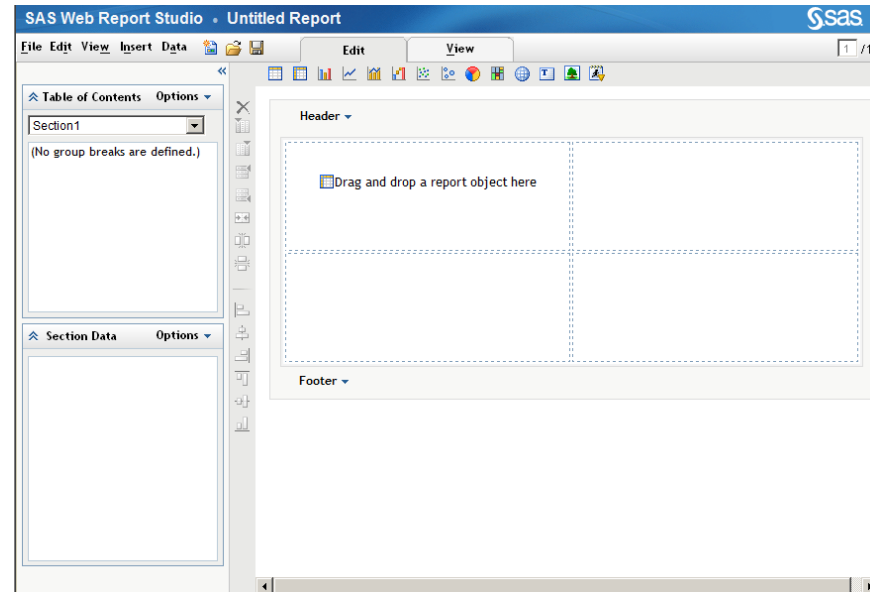 SAS Web Report Studio • Untitled Report
sas
File Edit View Insert Data
Edit
View
1 /1
«
Table of Contents Options
Section1
(No group breaks are defined.)
Header
Drag and drop a report object here
Section Data Options
Footer